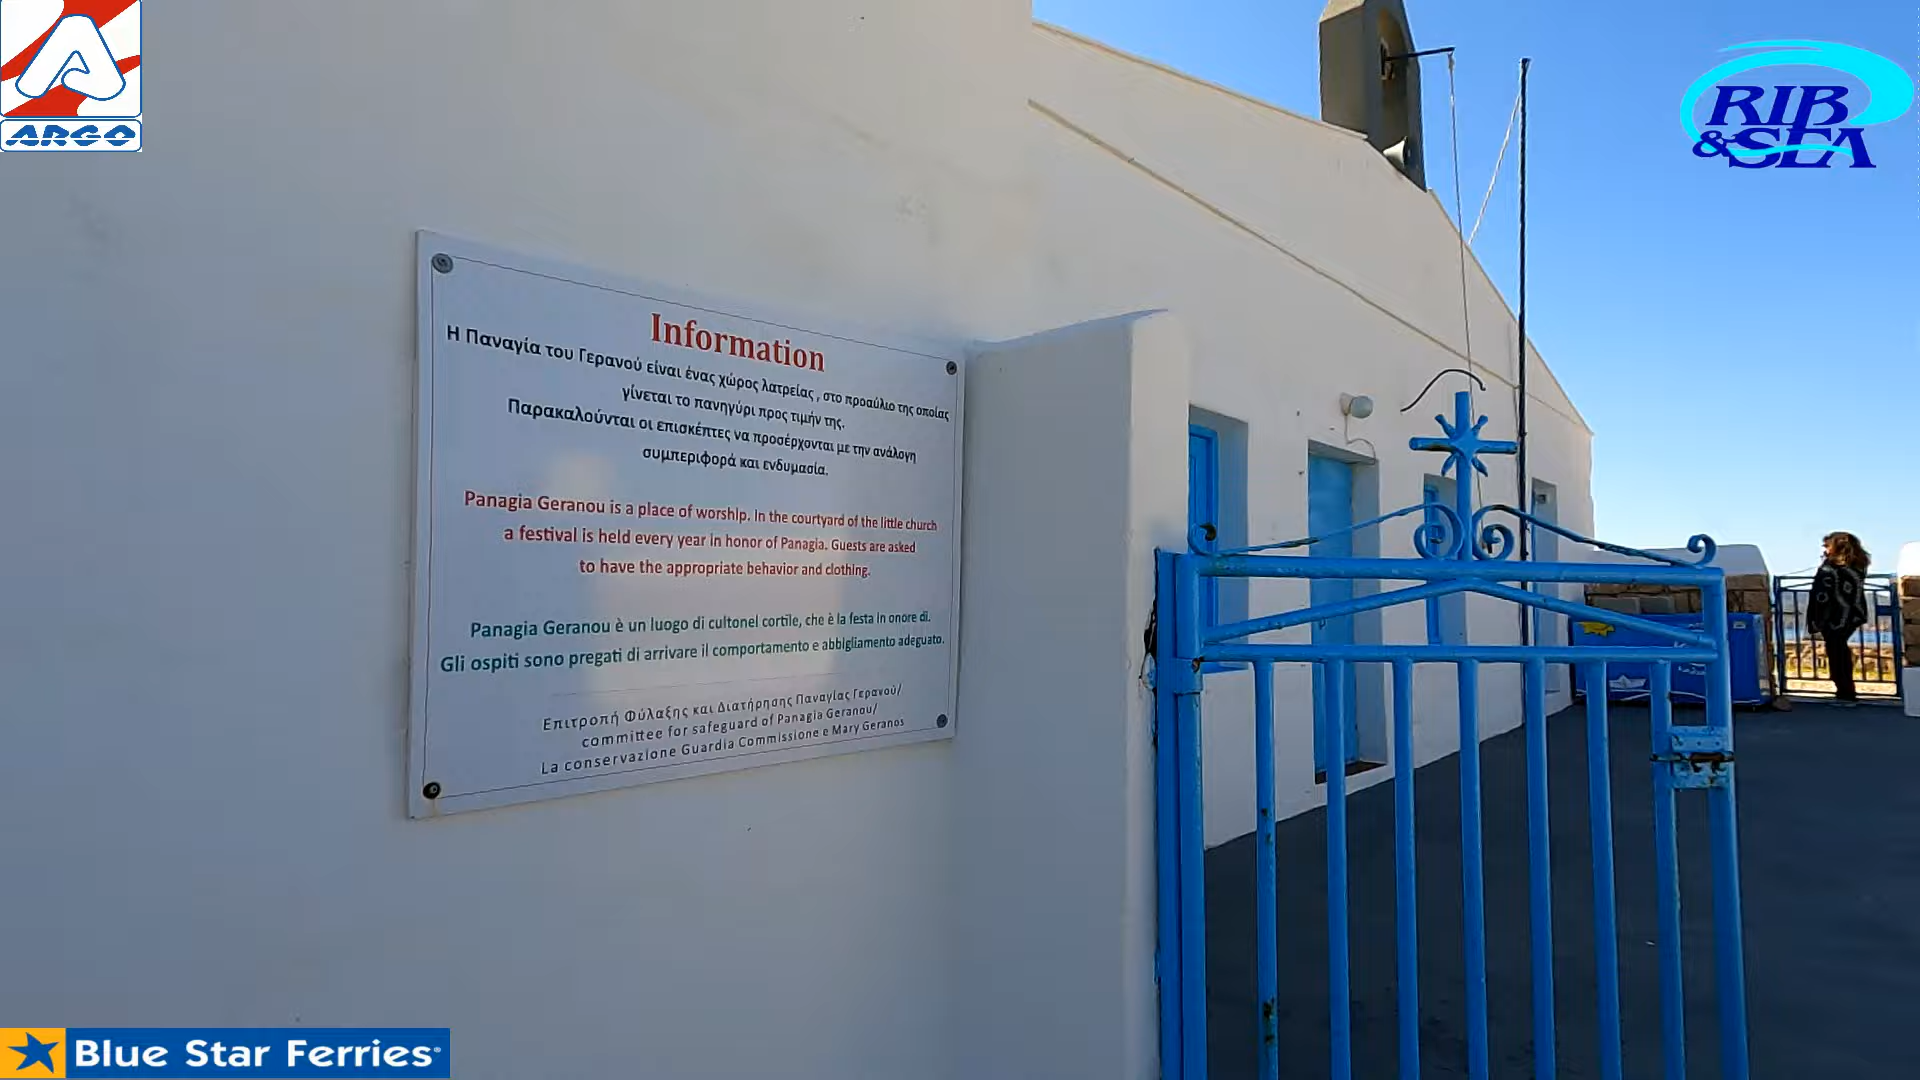 ARGO
RIB
&SEA
Information
Η Παναγία του Γερανού είναι ένας χώρος λατρείας , στο προαύλιο της οποίας
γίνεται το πανηγύρι προς τιμήν της.
Παρακαλούνται οι επισκέπτες να προσέρχονται με την ανάλογη
συμπεριφορά και ενδυμασία.
Panagia Geranou is a place of worship. In the courtyard of the little church
a festival is held every year in honor of Panagia. Guests are asked
to have the appropriate behavior and clothing.
Panagia Geranou è un luogo di cultonel cortile, che è la festa in onore di.
Gli ospiti sono pregati di arrivare il comportamento e abbigliamento adeguato.
Επιτροπή Φύλαξης και Διατήρησης Παναγίας Γερανού/
committee for safeguard of Panagia Geranou/
La conservazione Guardia Commissione e Mary Geranos
Blue Star Ferries